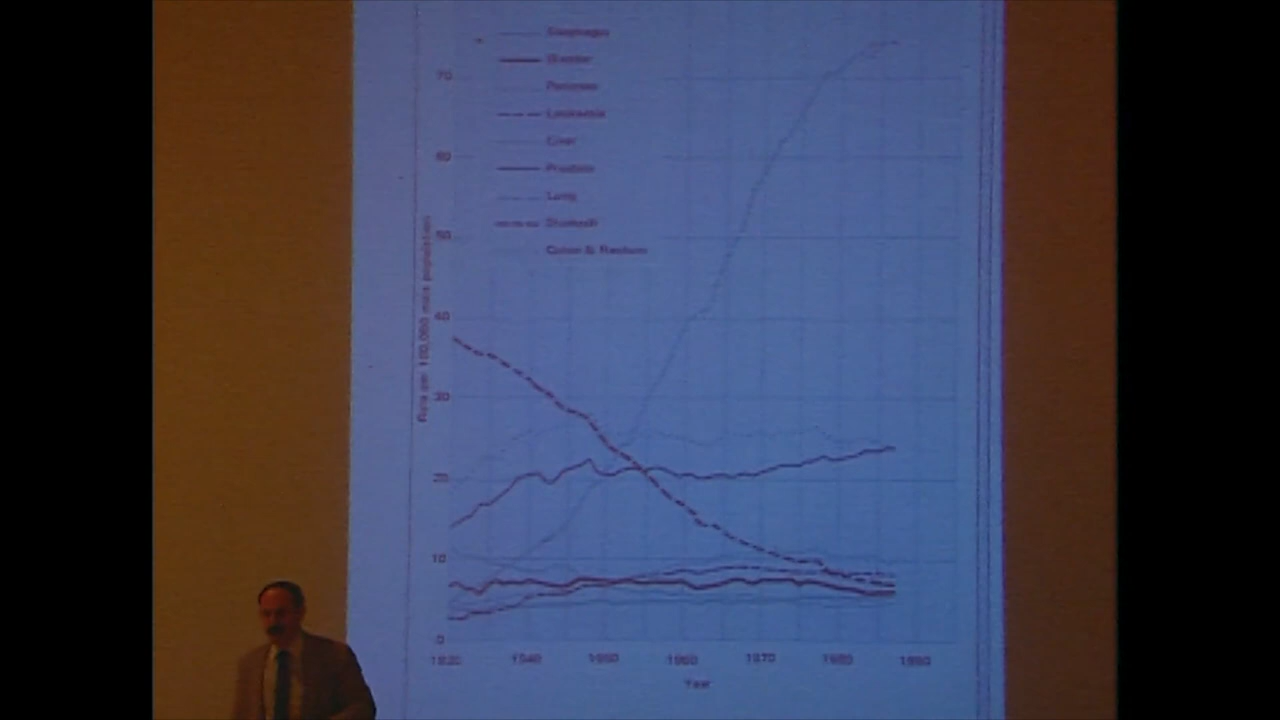 Esophagus
Bladder
Pancreas
Leukemia
Liver
Prostate
Lung
Stomach
Colon & Rectum
70
60
50
40
30
20
10
0
Rate per 100,000 male population
1930 1940 1950 1960 1970 1980 1990
Year